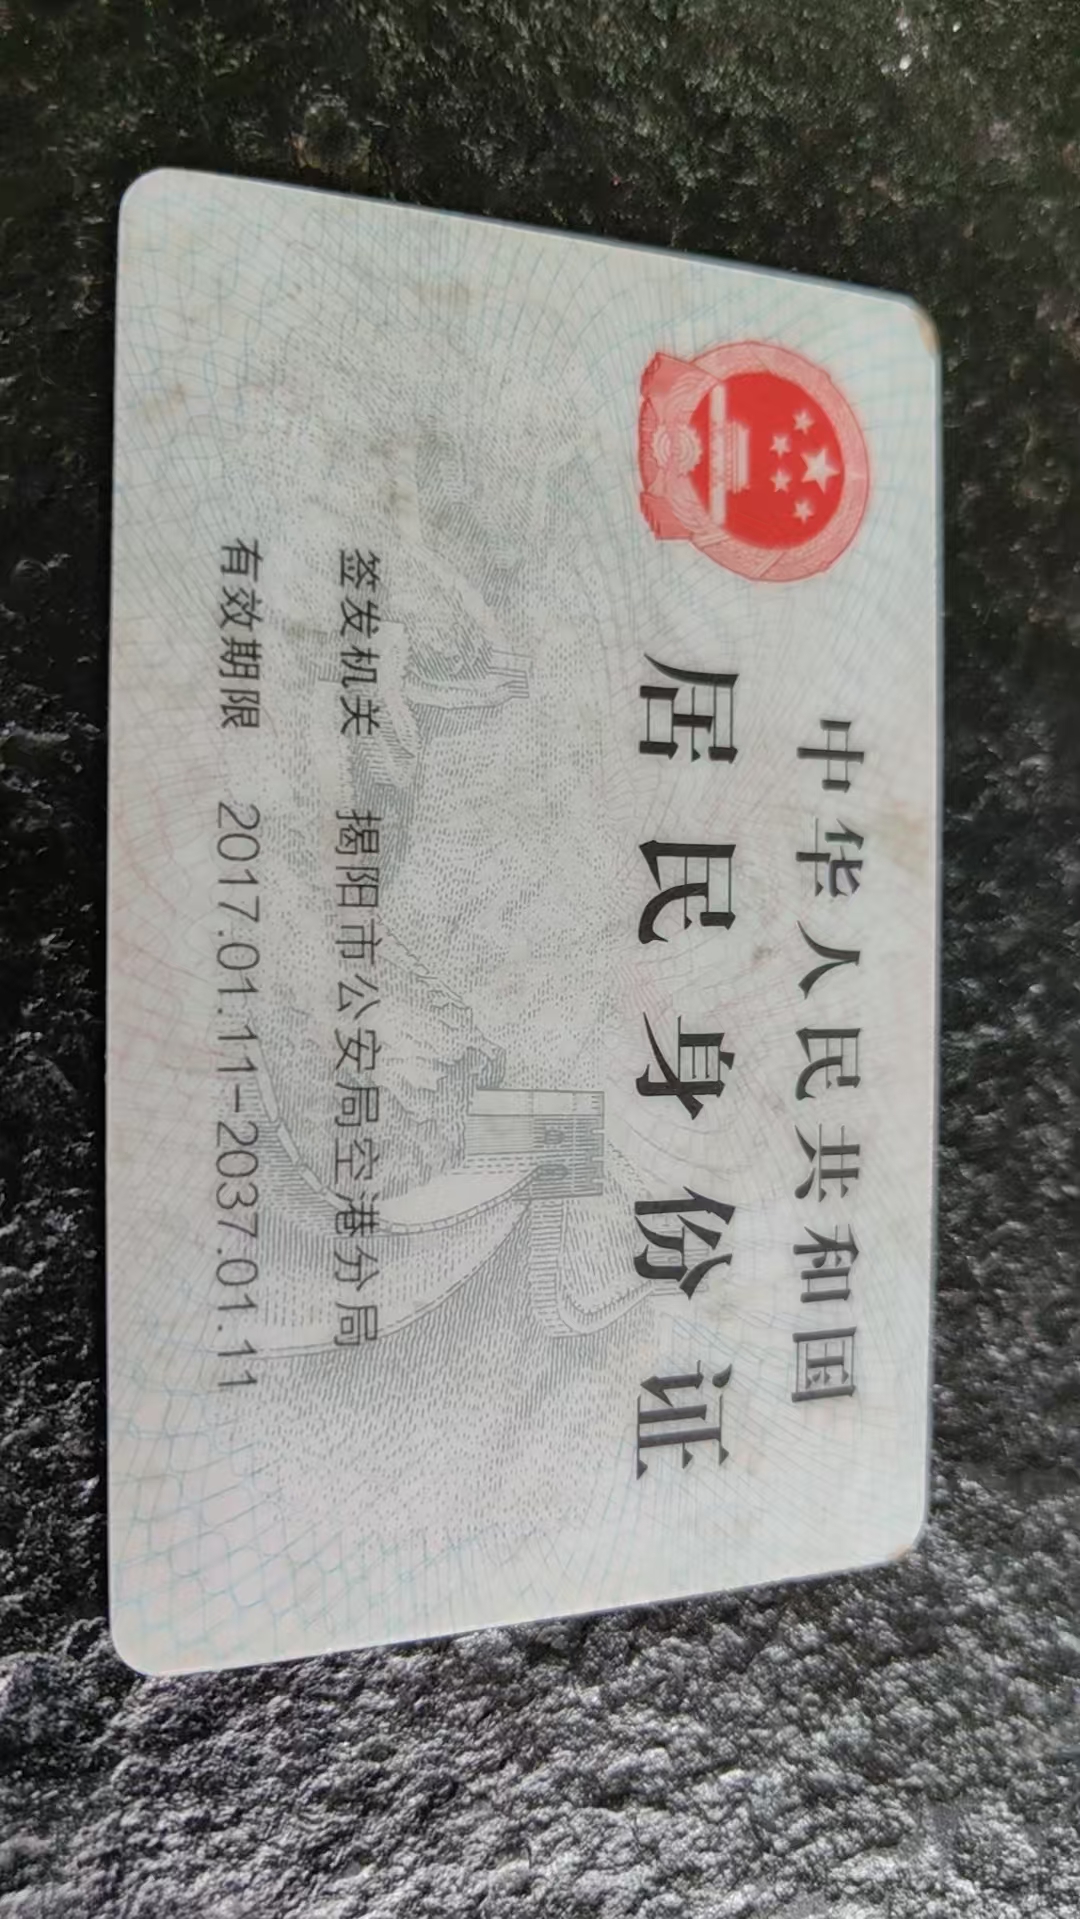 中华人民共和国
居民身份证
签发机关 揭阳市公安局空港分局
有效期限 2017.01.11-2037.01.11